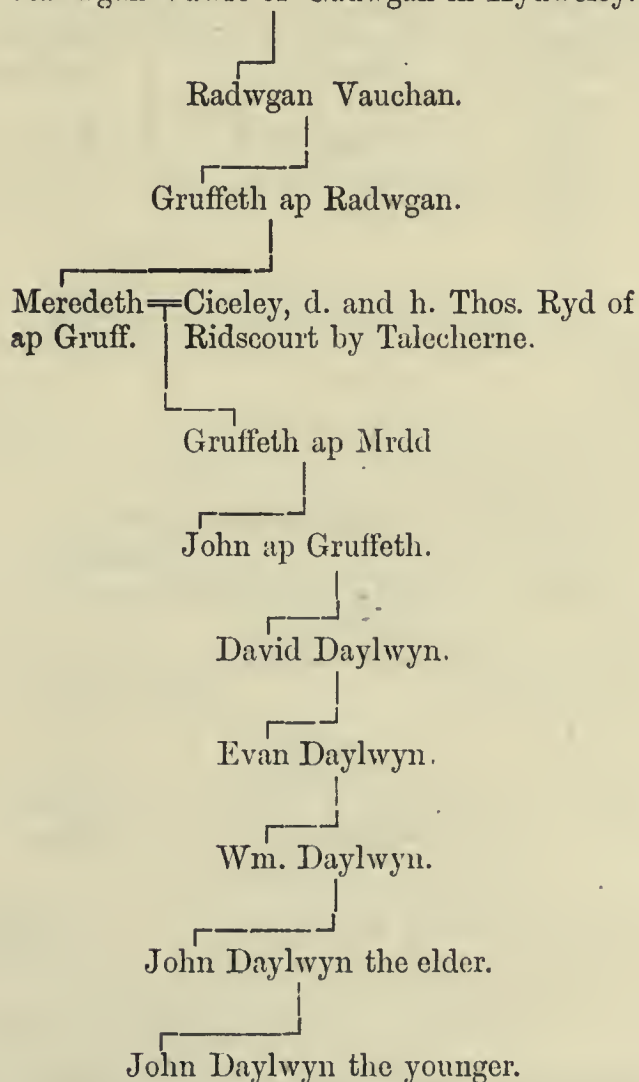 Radwgan Vauchan.
Gruffeth ap Radwgan.
Meredeth Ciceley, d. and h. Thos. Ryd of
ap Gruff. Ridscourt by Talecherne.
Gruffeth ap Mrdd
John ap Gruffeth.
David Daylwyn.
Evan Daylwyn.
Wm. Daylwyn.
John Daylwyn the elder.
John Daylwyn the younger.